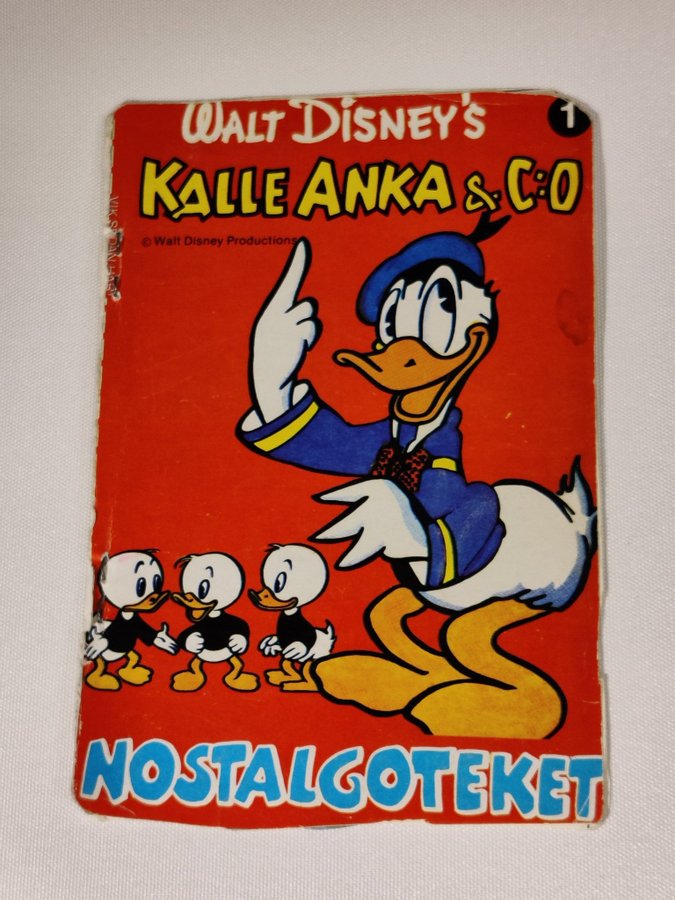 WALT DISNEY'S
1
KALLE ANKA & C:O
© Walt Disney Productions
NOSTALGOTEKET